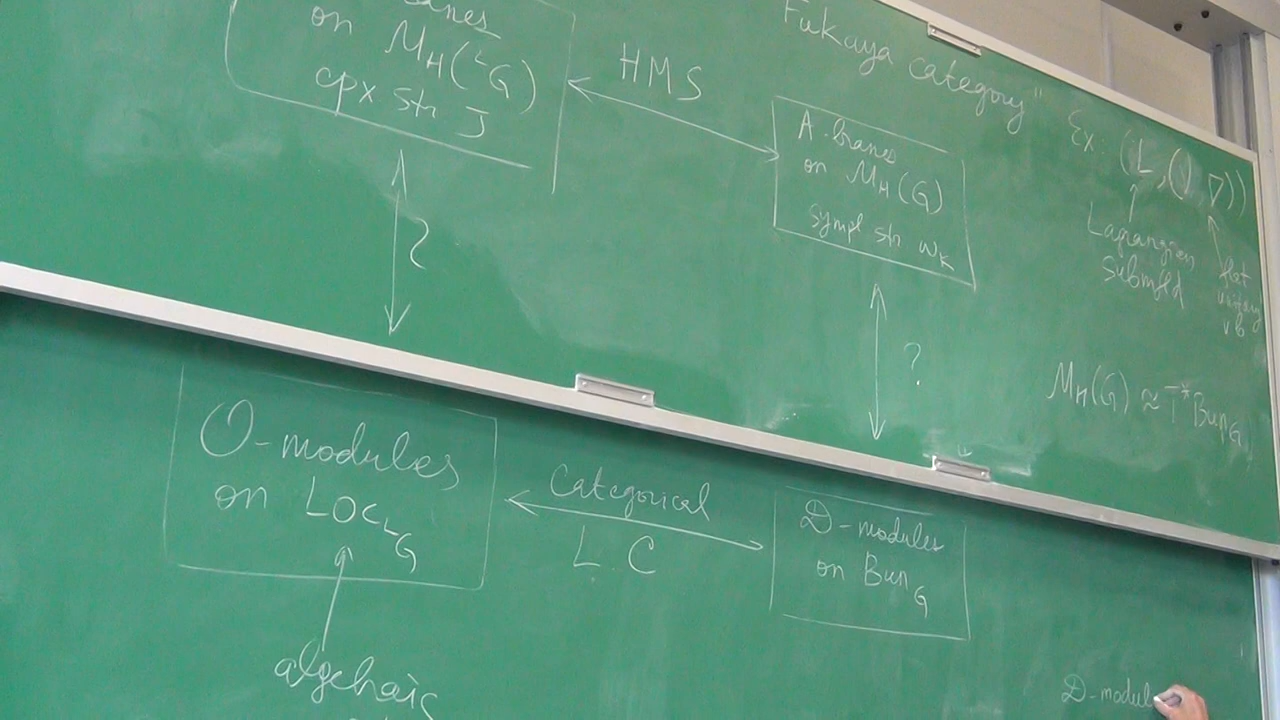 on M_H(^LG)
cpx str J
HMS
Fukaya category"
A-branes
on M_H(G)
sympl str ω_K
Ex: (L, ( , ∇))
Lagrangian
submfld
flat
unitary
v b
?
?
M_H(G) ≈ T*Bun_G
O-modules
on Loc_LG
Categorical
L.C
D-modules
on Bun_G
algebraic
D-modul